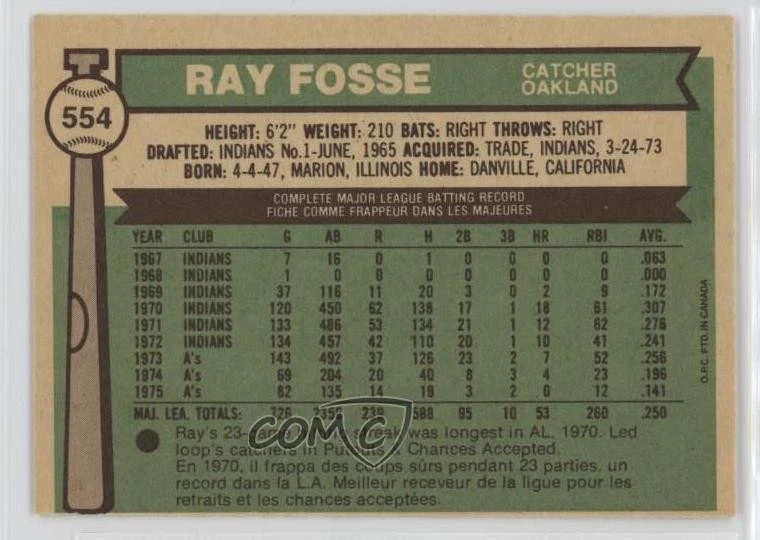 554
RAY FOSSE
CATCHER
OAKLAND
HEIGHT: 6'2" WEIGHT: 210 BATS: RIGHT THROWS: RIGHT
DRAFTED: INDIANS No.1-JUNE, 1965 ACQUIRED: TRADE, INDIANS, 3-24-73
BORN: 4-4-47, MARION, ILLINOIS HOME: DANVILLE, CALIFORNIA
COMPLETE MAJOR LEAGUE BATTING RECORD
FICHE COMME FRAPPEUR DANS LES MAJEURES
YEAR CLUB G AB R H 2B 3B HR RBI AVG.
1967 INDIANS 7 16 0 1 0 0 0 0 .063
1968 INDIANS 1 0 0 0 0 0 0 0 .000
1969 INDIANS 37 116 11 20 3 0 2 9 .172
1970 INDIANS 120 450 62 138 17 1 18 61 .307
1971 INDIANS 133 486 53 134 21 1 12 62 .276
1972 INDIANS 134 457 42 110 20 1 10 41 .241
1973 A's 143 492 37 126 23 2 7 52 .256
1974 A's 69 204 20 40 8 3 4 23 .196
1975 A's 82 135 14 19 3 2 0 12 .141
MAJ. LEA. TOTALS: 726 2356 239 588 95 10 53 260 .250
Ray's 23-game streak was longest in AL, 1970. Led
loop's catchers in Putouts & Chances Accepted.
En 1970, il frappa des coups sûrs pendant 23 parties, un
record dans la L.A. Meilleur receveur de la ligue pour les
retraits et les chances acceptées.
O.P.C. PTD. IN CANADA
COMC